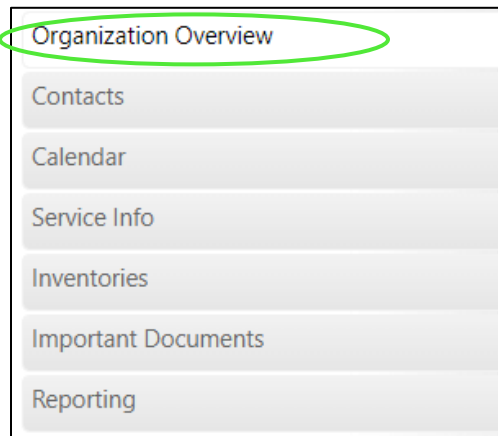 Organization Overview
Contacts
Calendar
Service Info
Inventories
Important Documents
Reporting